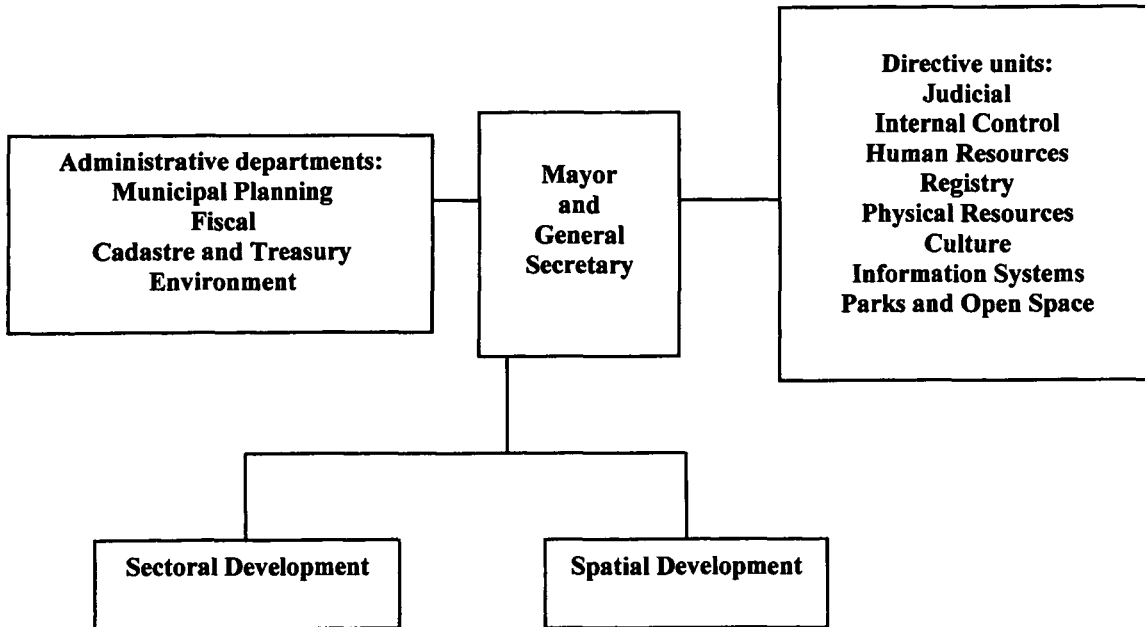 Administrative departments:
Municipal Planning
Fiscal
Cadastre and Treasury
Environment
Mayor
and
General
Secretary
Directive units:
Judicial
Internal Control
Human Resources
Registry
Physical Resources
Culture
Information Systems
Parks and Open Space
Sectoral Development
Spatial Development